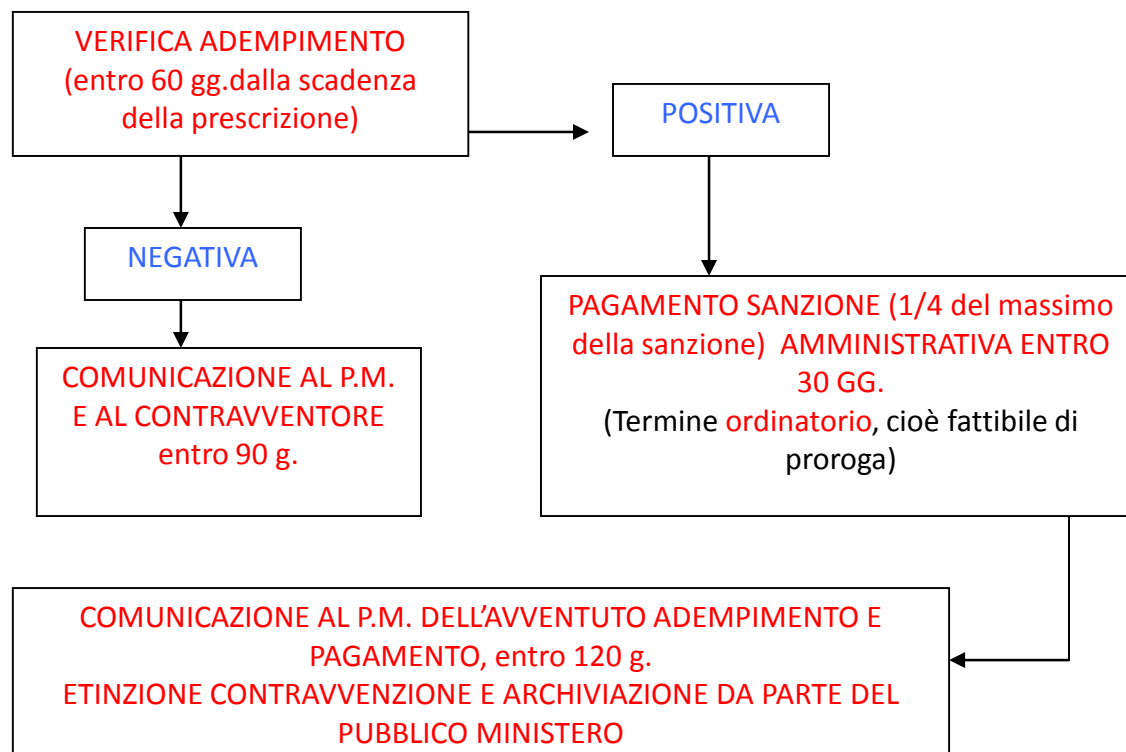 VERIFICA ADEMPIMENTO
(entro 60 gg.dalla scadenza
della prescrizione)
POSITIVA
NEGATIVA
PAGAMENTO SANZIONE (1/4 del massimo
della sanzione) AMMINISTRATIVA ENTRO
30 GG.
(Termine ordinatorio, cioè fattibile di
proroga)
COMUNICAZIONE AL P.M.
E AL CONTRAVVENTORE
entro 90 g.
COMUNICAZIONE AL P.M. DELL’AVVENTUTO ADEMPIMENTO E
PAGAMENTO, entro 120 g.
ETINZIONE CONTRAVVENZIONE E ARCHIVIAZIONE DA PARTE DEL
PUBBLICO MINISTERO